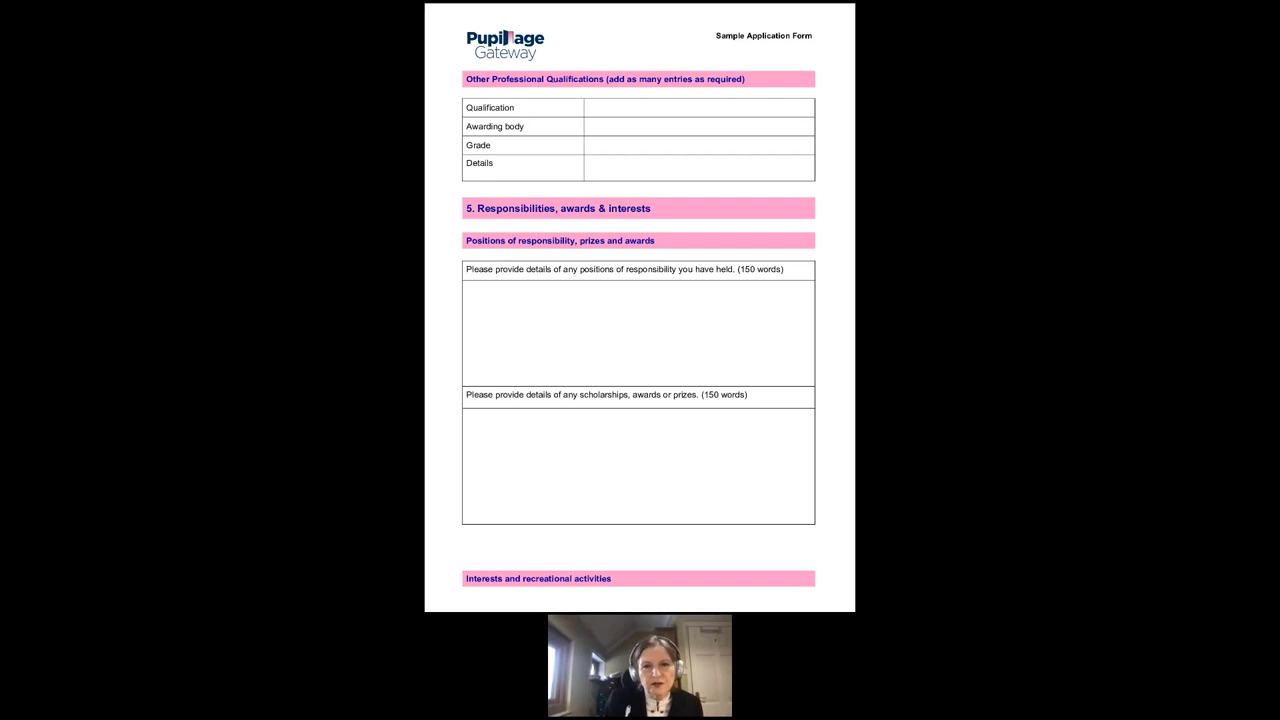 Pupillage
Gateway
Sample Application Form
Other Professional Qualifications (add as many entries as required)
Qualification
Awarding body
Grade
Details
5. Responsibilities, awards & interests
Positions of responsibility, prizes and awards
Please provide details of any positions of responsibility you have held. (150 words)
Please provide details of any scholarships, awards or prizes. (150 words)
Interests and recreational activities